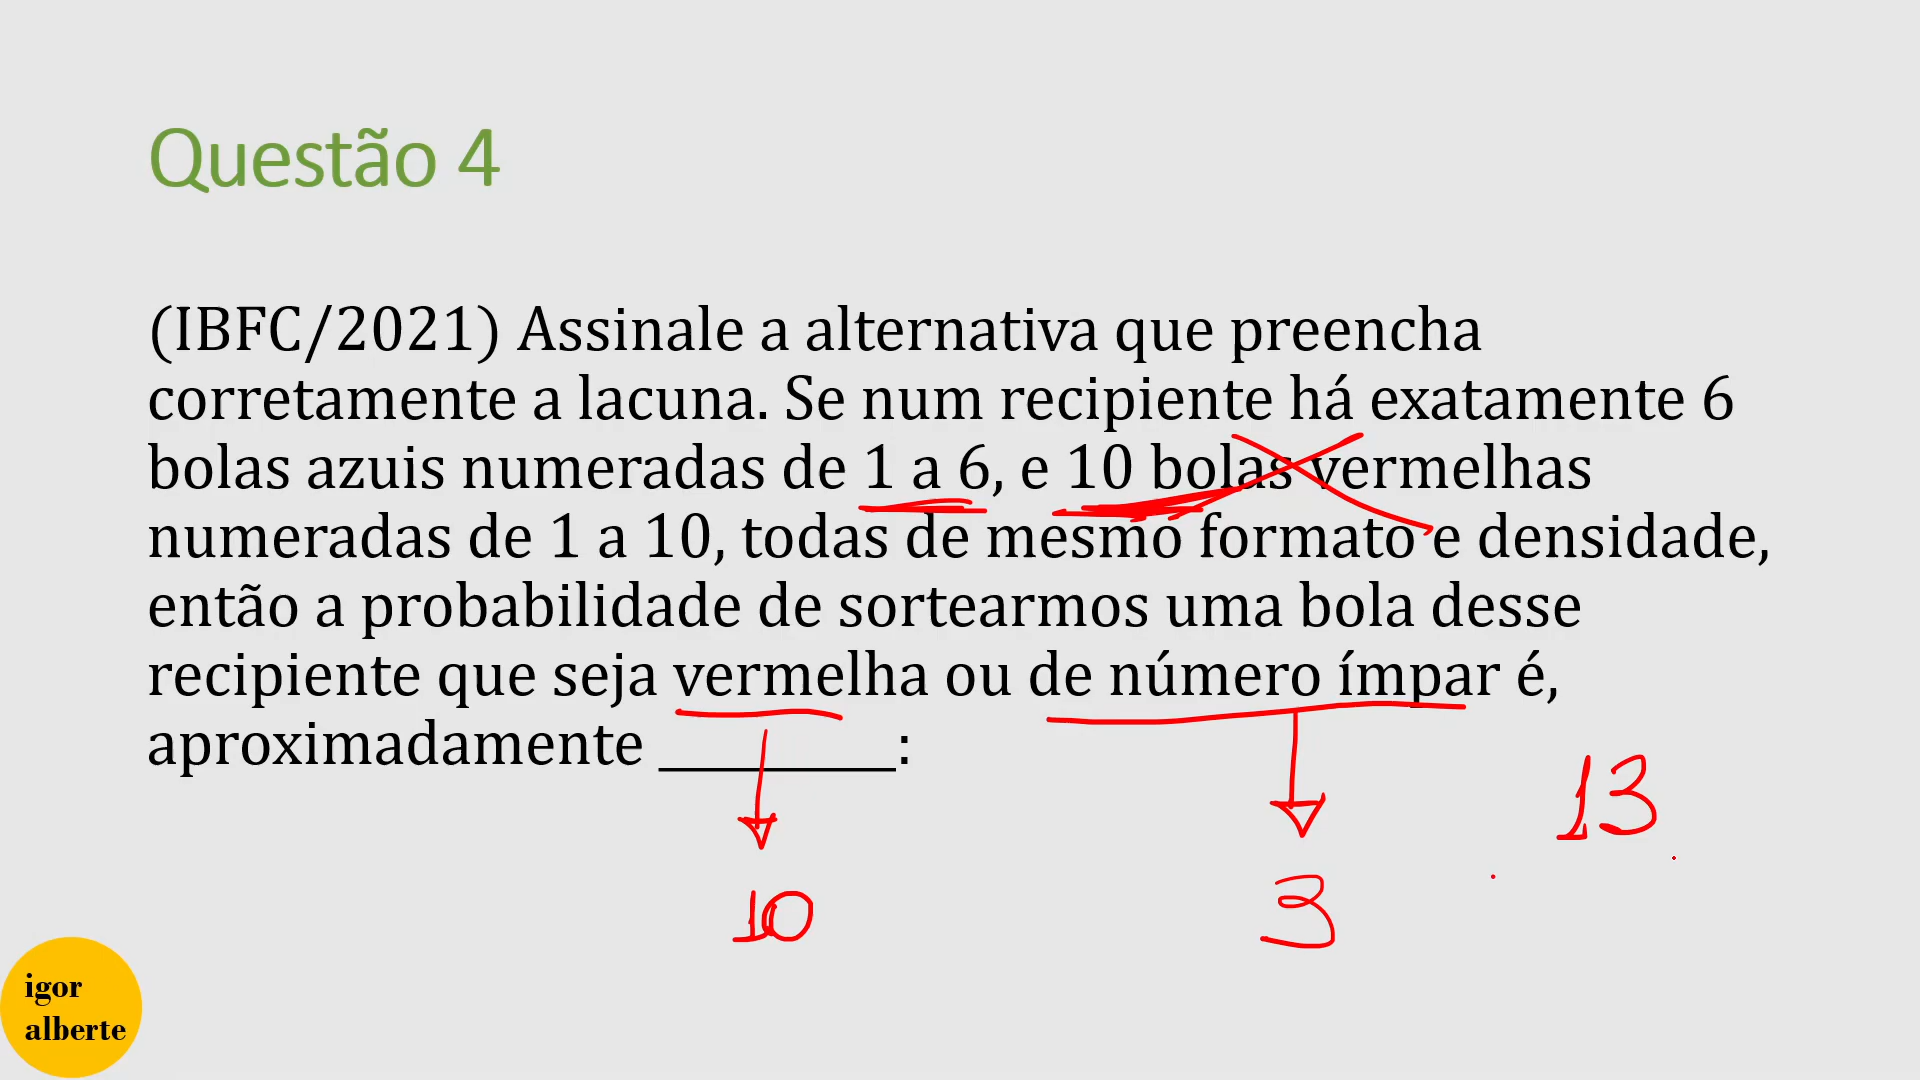 Questão 4
(IBFC/2021) Assinale a alternativa que preencha
corretamente a lacuna. Se num recipiente há exatamente 6
bolas azuis numeradas de 1 a 6, e 10 bolas vermelhas
numeradas de 1 a 10, todas de mesmo formato e densidade,
então a probabilidade de sortearmos uma bola desse
recipiente que seja vermelha ou de número ímpar é,
aproximadamente _________:
13
10
3
igor
alberte